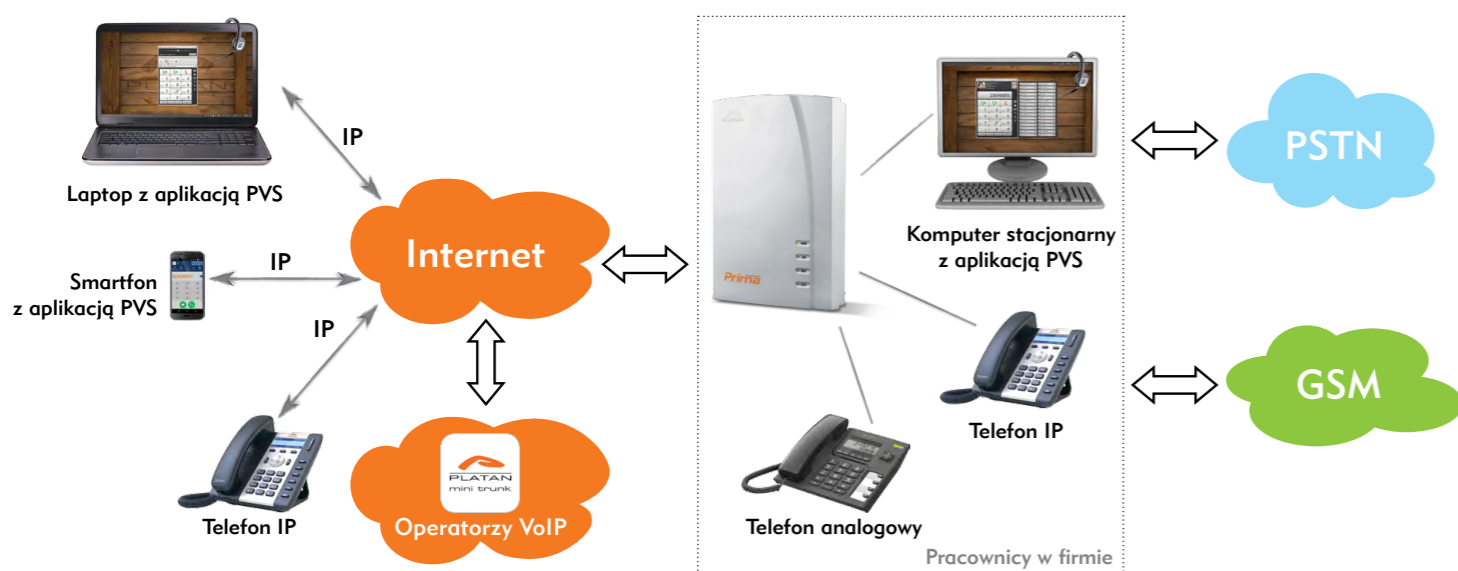 IP
Laptop z aplikacją PVS
Internet
IP
Smartfon
z aplikacją PVS
IP
Telefon IP
PLATAN
mini trunk
Operatorzy VoIP
PLATAN
Prima
Komputer stacjonarny
z aplikacją PVS
Telefon IP
Telefon analogowy
Pracownicy w firmie
PSTN
GSM